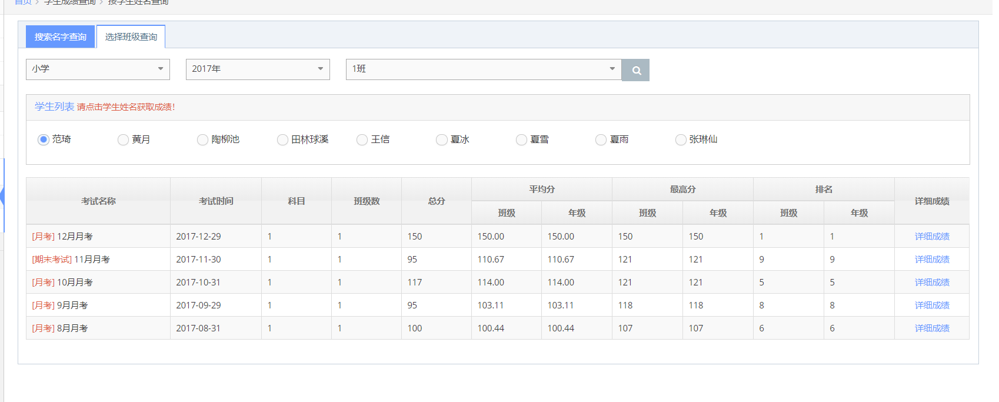 首页 > 学生成绩查询 > 按学生姓名查询
搜索名字查询 选择班级查询
小学 2017年 1班
学生列表 请点击学生姓名获取成绩!
范琦 黄月 陶柳池 田林球溪 王信 夏冰 夏雪 夏雨 张琳仙
考试名称 考试时间 科目 班级数 总分 平均分 最高分 排名 详细成绩
班级 年级 班级 年级 班级 年级
[月考] 12月月考 2017-12-29 1 1 150 150.00 150.00 150 150 1 1 详细成绩
[期末考试] 11月月考 2017-11-30 1 1 95 110.67 110.67 121 121 9 9 详细成绩
[月考] 10月月考 2017-10-31 1 1 117 114.00 114.00 121 121 5 5 详细成绩
[月考] 9月月考 2017-09-29 1 1 95 103.11 103.11 118 118 8 8 详细成绩
[月考] 8月月考 2017-08-31 1 1 100 100.44 100.44 107 107 6 6 详细成绩